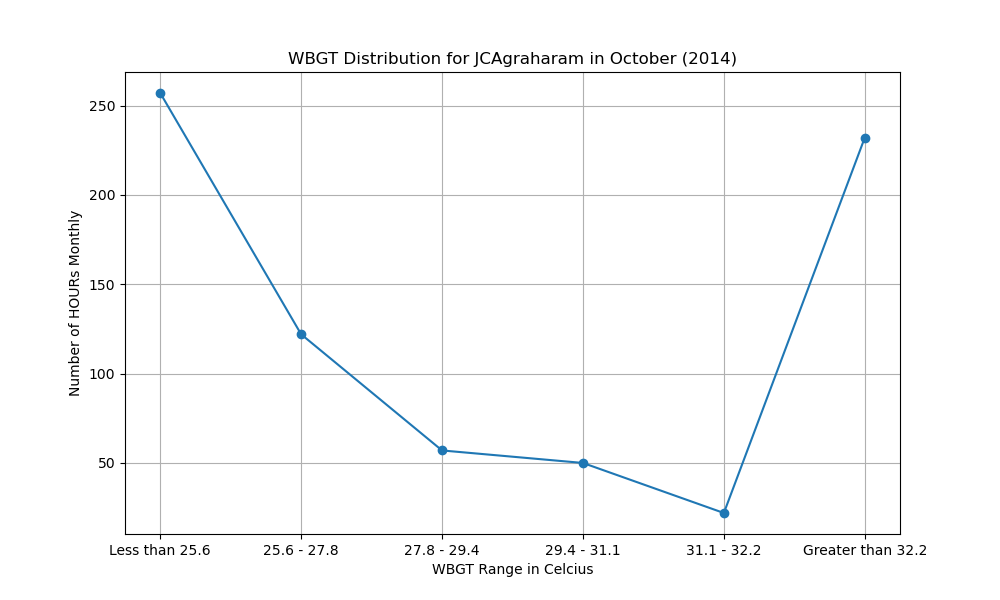 WBGT Distribution for JCAgraharam in October (2014)
Number of HOURs Monthly
250
200
150
100
50
Less than 25.6
25.6 - 27.8
27.8 - 29.4
29.4 - 31.1
31.1 - 32.2
Greater than 32.2
WBGT Range in Celcius